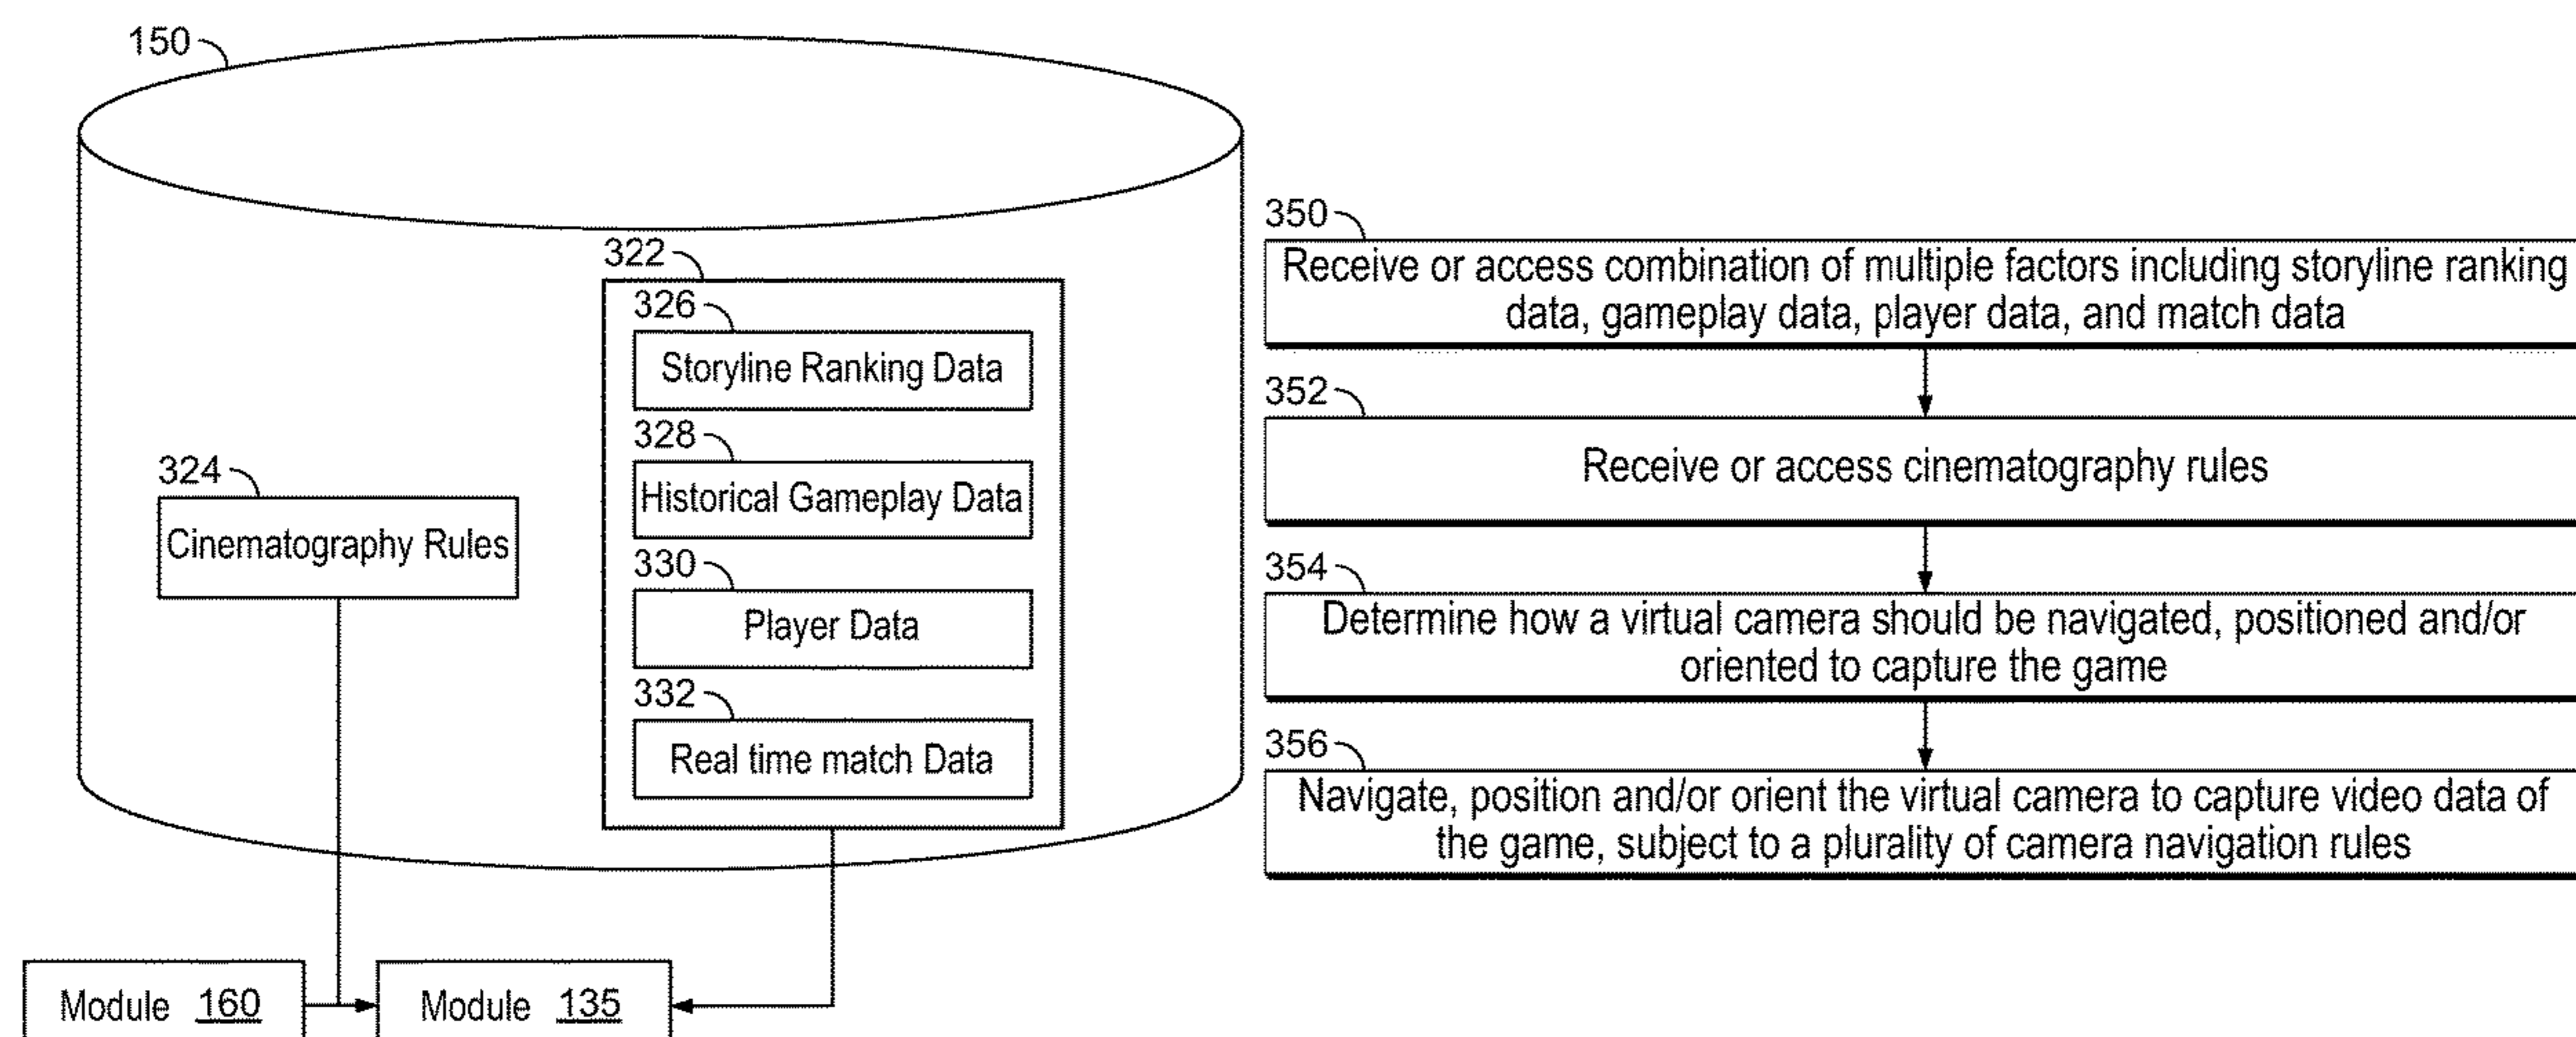 150
322
326
Storyline Ranking Data
328
Historical Gameplay Data
330
Player Data
332
Real time match Data
324
Cinematography Rules
Module 160
Module 135
350
Receive or access combination of multiple factors including storyline ranking
data, gameplay data, player data, and match data
352
Receive or access cinematography rules
354
Determine how a virtual camera should be navigated, positioned and/or
oriented to capture the game
356
Navigate, position and/or orient the virtual camera to capture video data of
the game, subject to a plurality of camera navigation rules